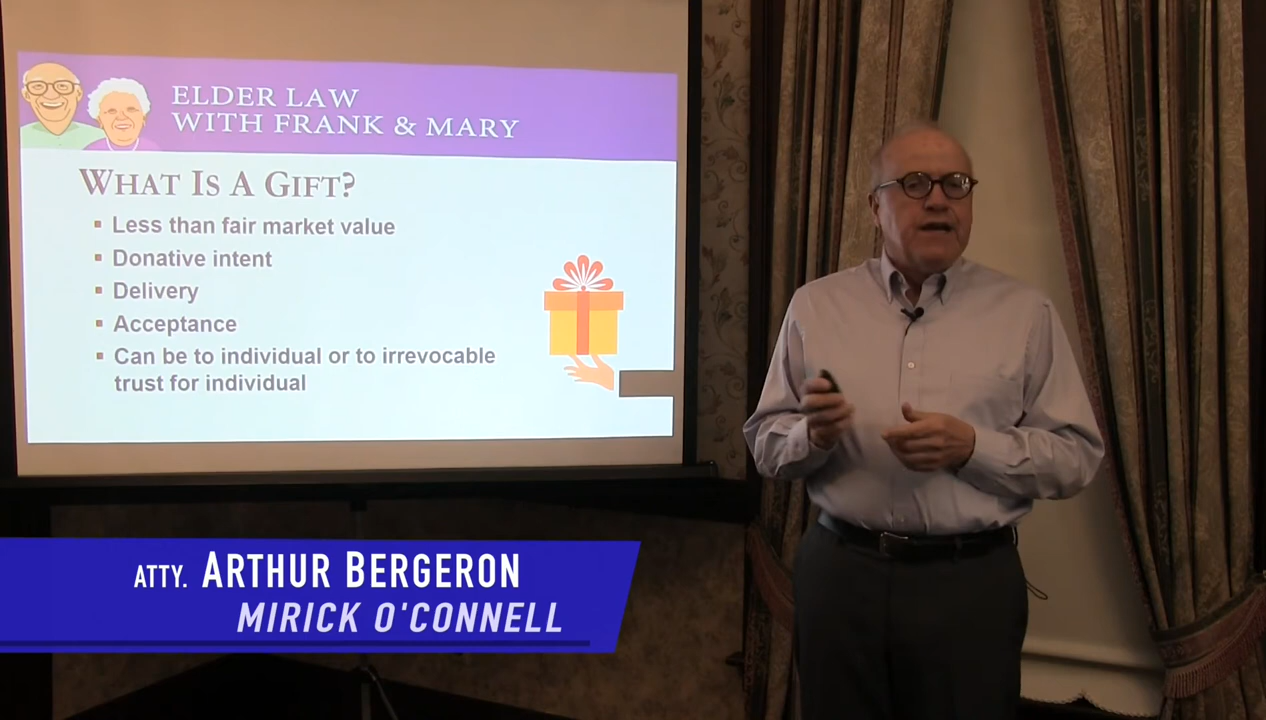 ELDER LAW
WITH FRANK & MARY
WHAT IS A GIFT?
▪ Less than fair market value
▪ Donative intent
▪ Delivery
▪ Acceptance
▪ Can be to individual or to irrevocable
trust for individual
ATTY. ARTHUR BERGERON
MIRICK O'CONNELL